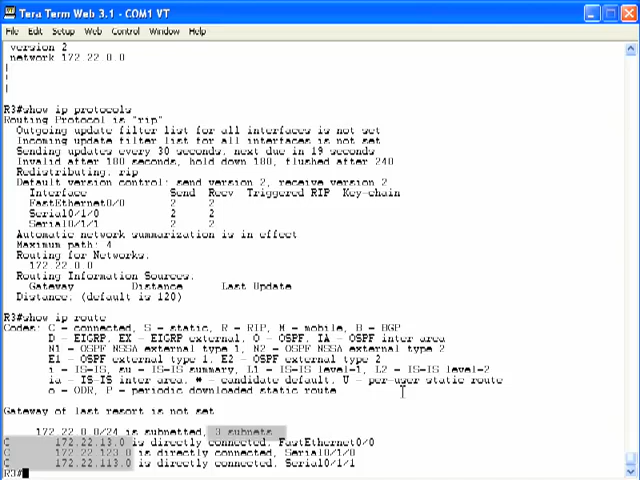 Tera Term Web 3.1 - COM1 VT
File Edit Setup Web Control Window Help
version 2
network 172.22.0.0
!
!
!
R3#show ip protocols
Routing Protocol is "rip"
Outgoing update filter list for all interfaces is not set
Incoming update filter list for all interfaces is not set
Sending updates every 30 seconds, next due in 19 seconds
Invalid after 180 seconds, hold down 180, flushed after 240
Redistributing: rip
Default version control: send version 2, receive version 2
Interface Send Recv Triggered RIP Key-chain
FastEthernet0/0 2 2
Serial0/1/0 2 2
Serial0/1/1 2 2
Automatic network summarization is in effect
Maximum path: 4
Routing for Networks:
172.22.0.0
Routing Information Sources:
Gateway Distance Last Update
Distance: (default is 120)
R3#show ip route
Codes: C - connected, S - static, R - RIP, M - mobile, B - BGP
D - EIGRP, EX - EIGRP external, O - OSPF, IA - OSPF inter area
N1 - OSPF NSSA external type 1, N2 - OSPF NSSA external type 2
E1 - OSPF external type 1, E2 - OSPF external type 2
i - IS-IS, su - IS-IS summary, L1 - IS-IS level-1, L2 - IS-IS level-2
ia - IS-IS inter area, * - candidate default, U - per-user static route
o - ODR, P - periodic downloaded static route
Gateway of last resort is not set
172.22.0.0/24 is subnetted, 3 subnets
C 172.22.13.0 is directly connected, FastEthernet0/0
C 172.22.123.0 is directly connected, Serial0/1/0
C 172.22.113.0 is directly connected, Serial0/1/1
R3#